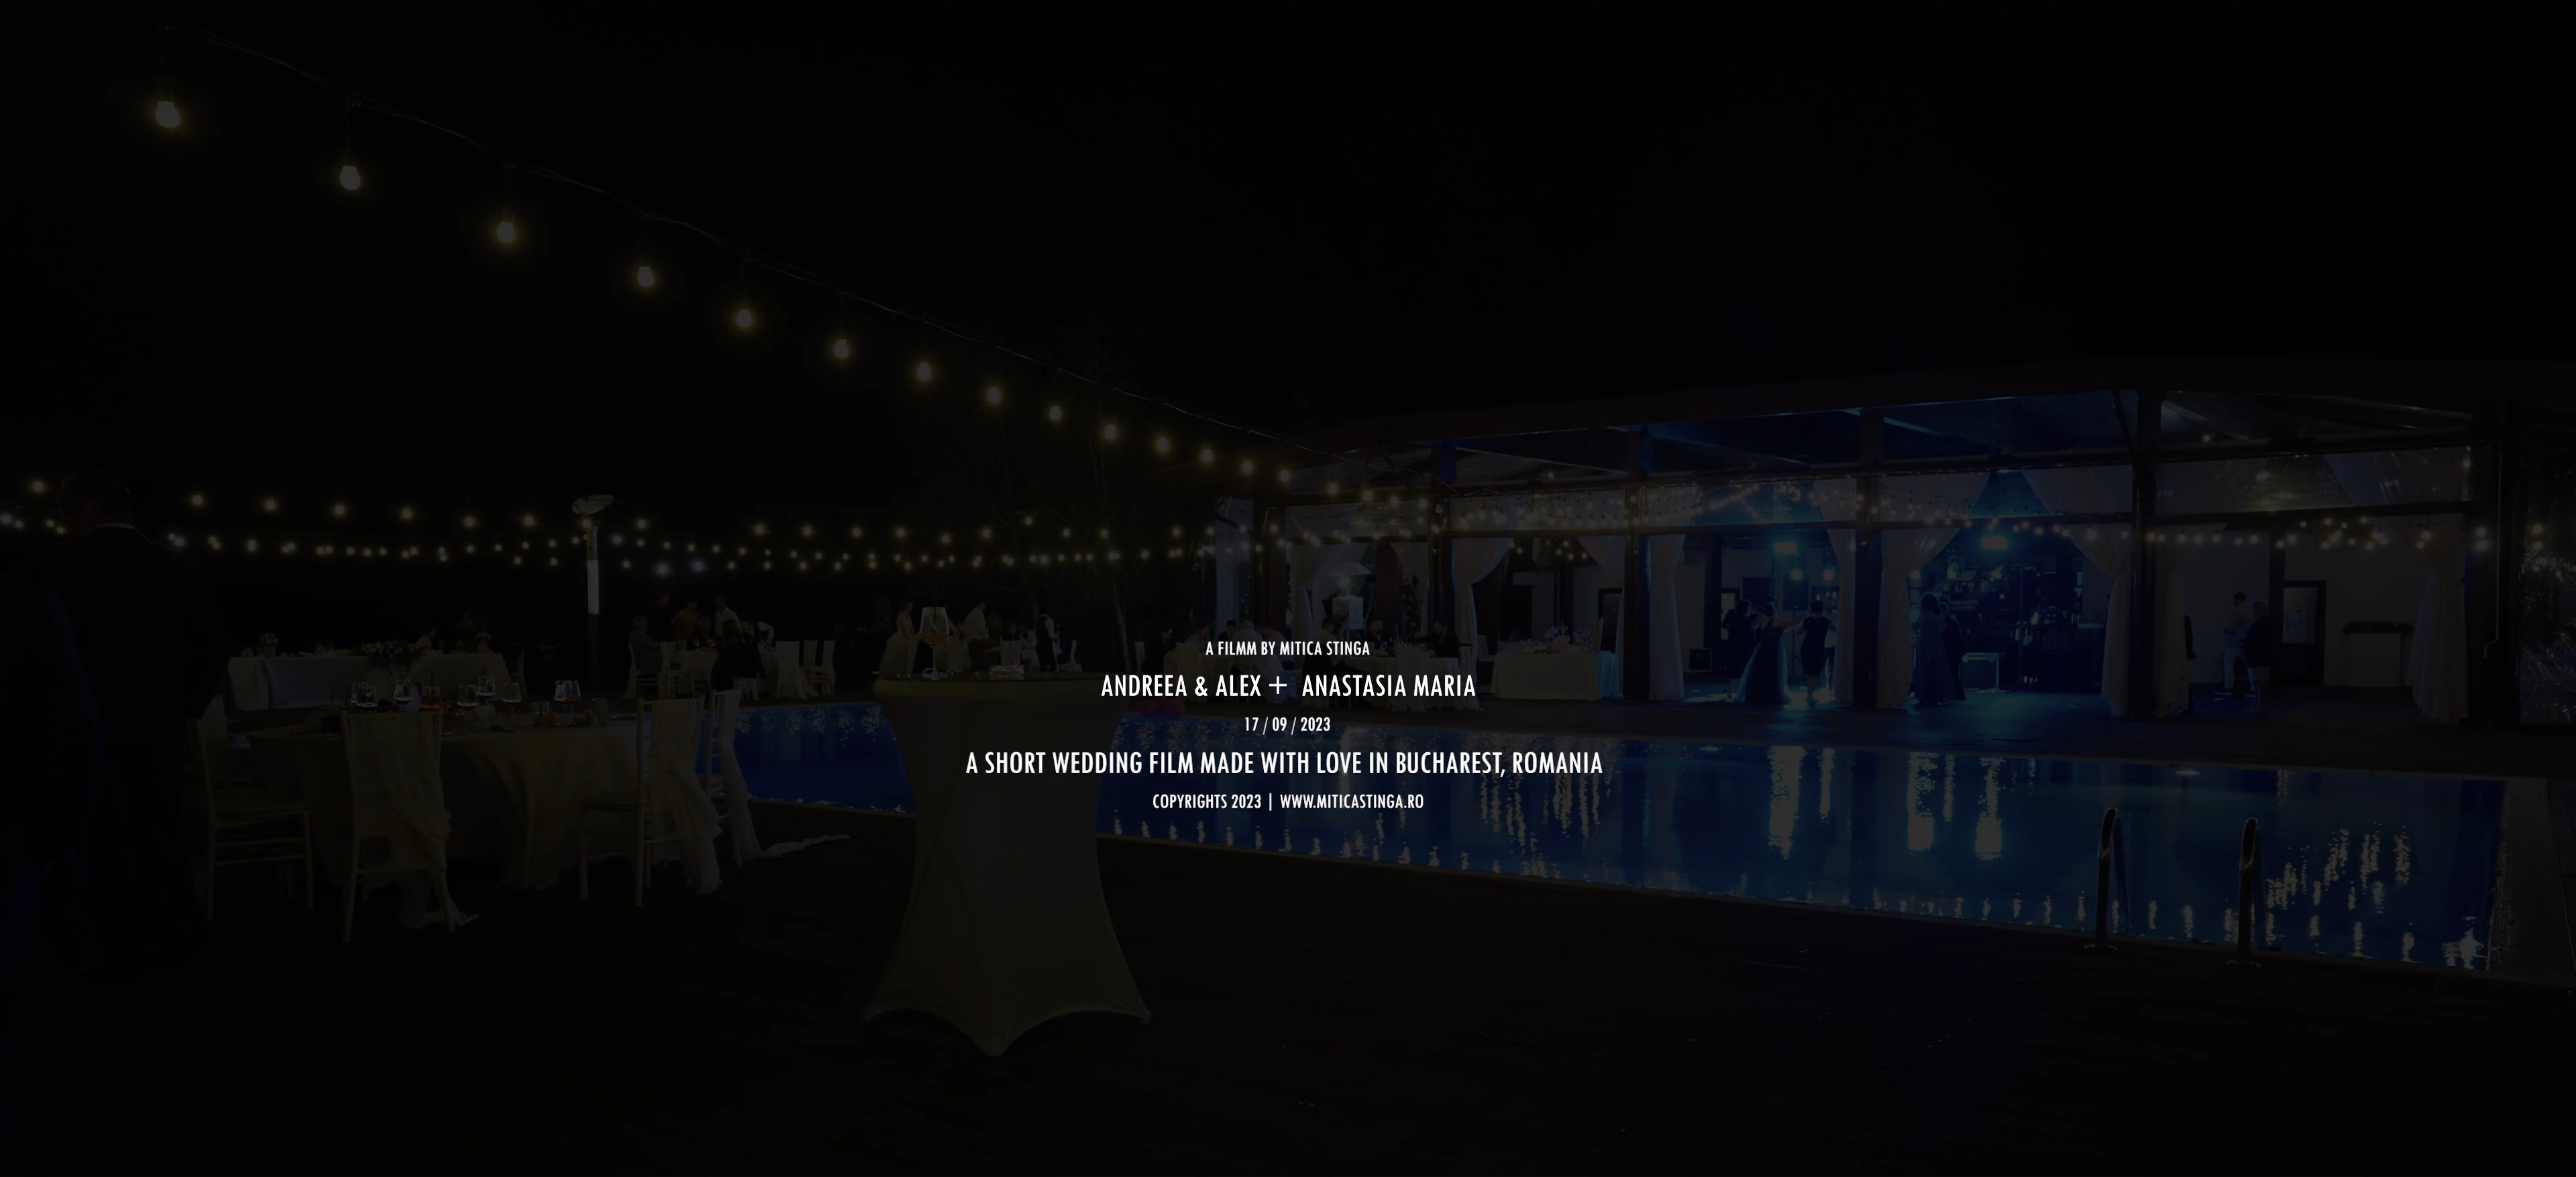 A FILMM BY MITICA STINGA
ANDREEA & ALEX + ANASTASIA MARIA
17 / 09 / 2023
A SHORT WEDDING FILM MADE WITH LOVE IN BUCHAREST, ROMANIA
COPYRIGHTS 2023 | WWW.MITICASTINGA.RO